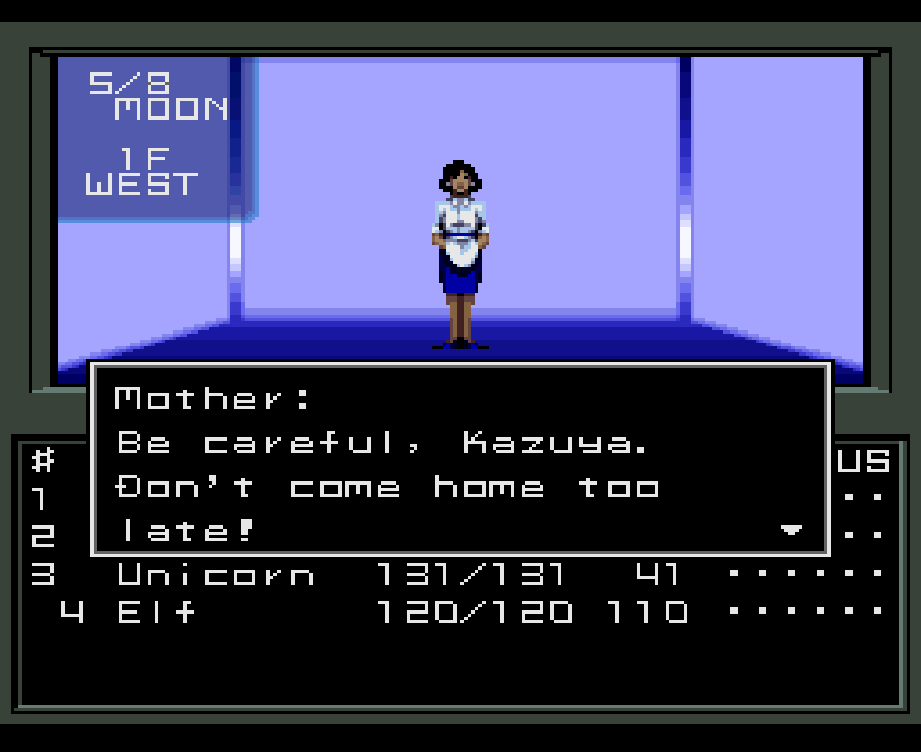 5/8
MOON
1F
WEST
Mother:
Be careful, Kazuya.
Don't come home too
late!
# US
1 . .
2 . .
3 Unicorn 131/131 41 . . . . . .
4 Elf 120/120 110 . . . . . .